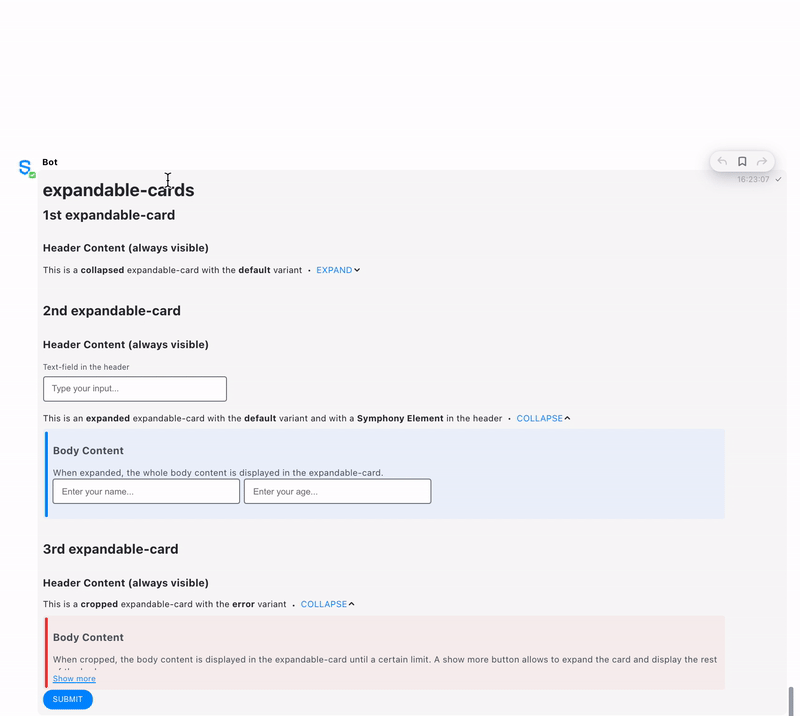 Bot
16:23:07
expandable-cards
1st expandable-card
Header Content (always visible)
This is a collapsed expandable-card with the default variant • EXPAND
2nd expandable-card
Header Content (always visible)
Text-field in the header
Type your input...
This is an expanded expandable-card with the default variant and with a Symphony Element in the header • COLLAPSE
Body Content
When expanded, the whole body content is displayed in the expandable-card.
Enter your name... Enter your age...
3rd expandable-card
Header Content (always visible)
This is a cropped expandable-card with the error variant • COLLAPSE
Body Content
When cropped, the body content is displayed in the expandable-card until a certain limit. A show more button allows to expand the card and display the rest
Show more
SUBMIT